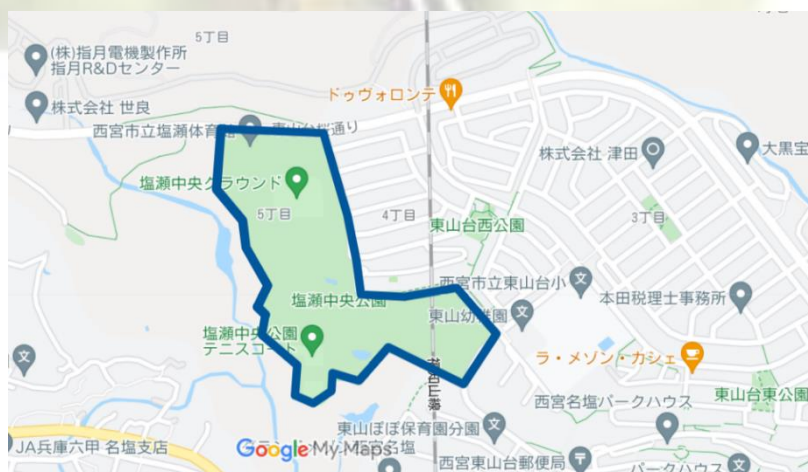 5丁目
(株)指月電機製作所
指月R&Dセンター
株式会社 世良
ドゥヴォロンテ
西宮市立塩瀬体育館
東山台桜通り
株式会社 津田
大黒宝
塩瀬中央グラウンド
5丁目
4丁目
3丁目
東山台西公園
西宮市立東山台小
塩瀬中央公園
本田税理士事務所
東山幼稚園
塩瀬中央公園
テニスコート
ラ・メゾン・カシェ
東山台東公園
西宮名塩パークハウス
東山ぽぽ保育園分園
JA兵庫六甲 名塩支店
Google My Maps
西宮名塩
西宮東山台郵便局
パークハウス